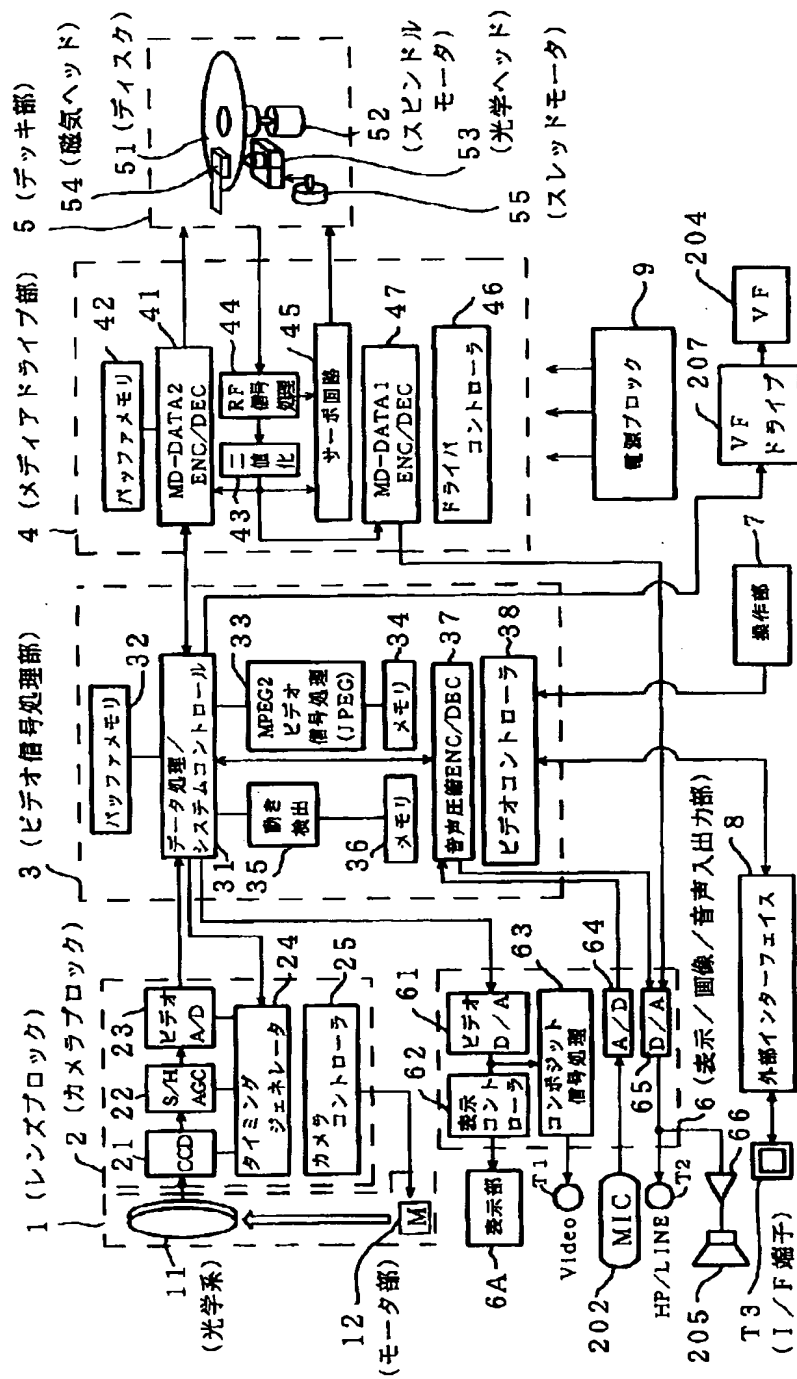 1 (レンズブロック)
2 (カメラブロック)
11
(光学系)
21
CCD
22
S/H
AGC
23
ビデオ
A/D
タイミング
ジェネレータ
24
カメラ
コントローラ
25
12
(モータ部)
M
3 (ビデオ信号処理部)
バッファメモリ
32
データ処理/
システムコントロール
31
MPEG2
ビデオ
信号処理
(JPEG)
33
メモリ
34
動き
検出
35
メモリ
36
音声圧縮ENC/DEC
37
ビデオコントローラ
38
4 (メディアドライブ部)
バッファメモリ
42
MD-DATA2
ENC/DEC
41
RF
信号
処理
44
二値
化
43
サーボ回路
45
MD-DATA1
ENC/DEC
47
ドライバ
コントローラ
46
5 (デッキ部)
54 (磁気ヘッド)
51 (ディスク)
52
(スピンドル
モータ)
53
(光学ヘッド)
55
(スレッドモータ)
6A
表示部
62
表示
コント
ローラ
61
ビデオ
D/A
コンポジット
信号処理
63
Video
T1
202
MIC
A/D
64
D/A
65
HP/LINE
T2
6 (表示/画像/音声入出力部)
66
205
T3
(I/F 端子)
外部インターフェイス
8
操作部
7
電源ブロック
9
VF
ドライブ
207
VF
204